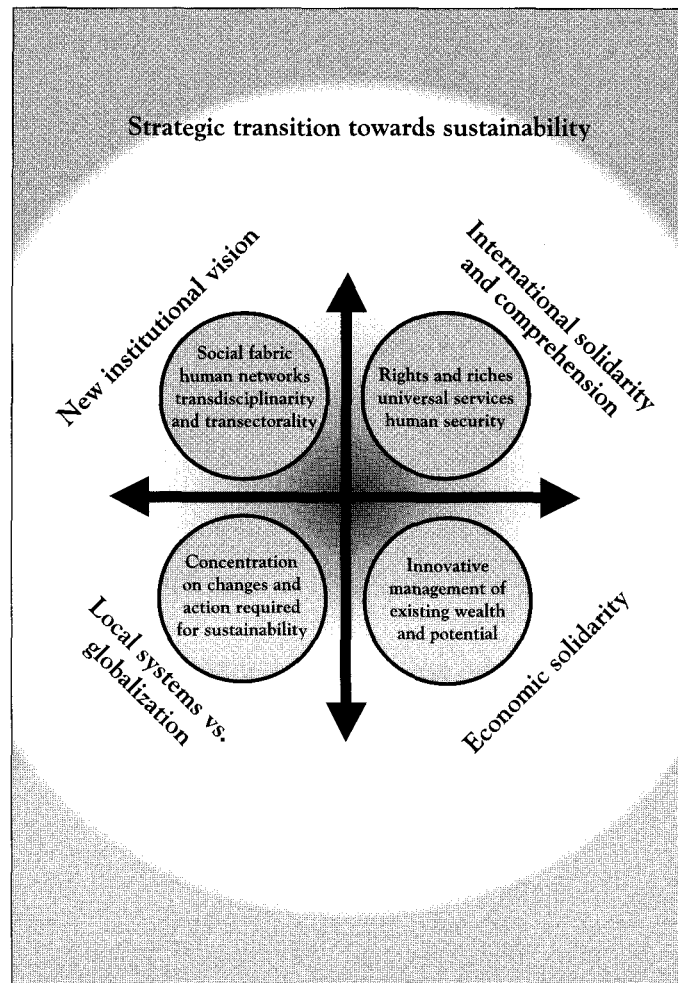 Strategic transition towards sustainability
New institutional vision
International solidarity
and comprehension
Social fabric
human networks
transdisciplinarity
and transectorality
Rights and riches
universal services
human security
Concentration
on changes and
action required
for sustainability
Innovative
management of
existing wealth
and potential
Local systems vs.
globalization
Economic solidarity